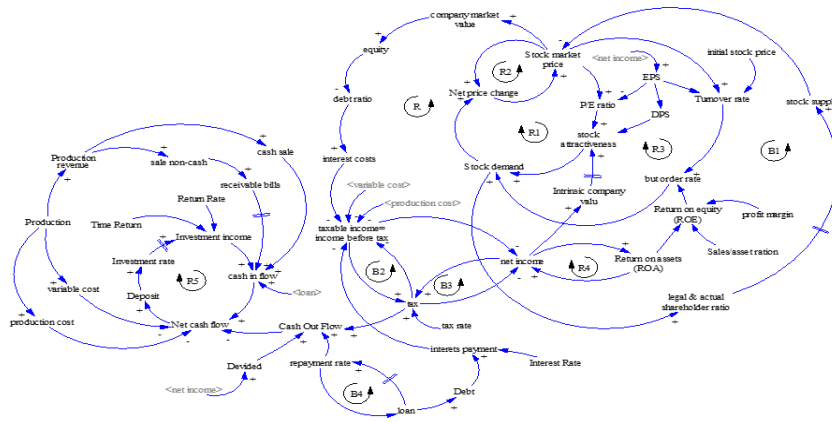 company market
value
Stock market
price
<net income>
initial stock price
equity
R2
EPS
Net price change
P/E ratio
Turnover rate
stock supply
debt ratio
R
DPS
cash sale
R1
stock
attractiveness
R3
B1
Production
revenue
sale non-cash
interest costs
Stock demand
receivable bills
<variable cost>
Intrinsic company
valu
but order rate
Return Rate
<production cost>
Return on equity
(ROE)
profit margin
Production
Time Return
taxable income=
income before tax
Investment income
Investment rate
cash in flow
B2
B3
net income
R4
Return on assets
(ROA)
Sales/asset ration
R5
variable cost
Deposit
<loan>
tax
legal & actual
shareholder ratio
production cost
Net cash flow
Cash Out Flow
tax rate
Devided
repayment rate
interets payment
Interest Rate
<net income>
B4
loan
Debt